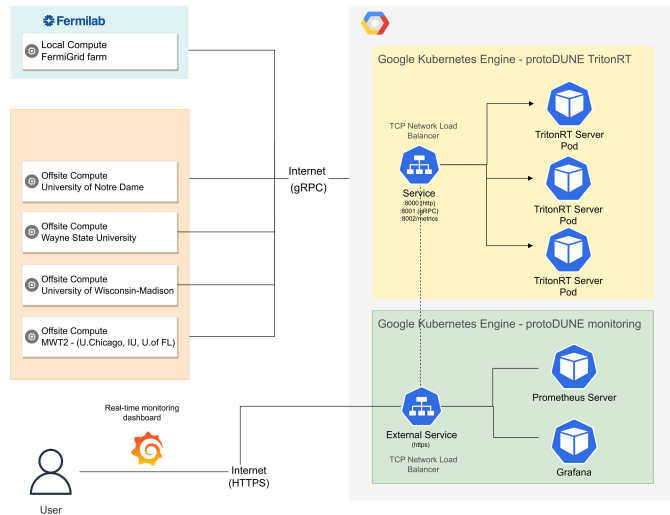 Fermilab
Local Compute
FermiGrid farm
Offsite Compute
University of Notre Dame
Offsite Compute
Wayne State University
Offsite Compute
University of Wisconsin-Madison
Offsite Compute
MWT2 - (U.Chicago, IU, U.of FL)
Internet
(gRPC)
Google Kubernetes Engine - protoDUNE TritonRT
TCP Network Load
Balancer
Service
:8000 (http)
:8001 (gRPC)
:8002/metrics
TritonRT Server
Pod
TritonRT Server
Pod
TritonRT Server
Pod
Google Kubernetes Engine - protoDUNE monitoring
External Service
(https)
TCP Network Load
Balancer
Prometheus Server
Grafana
Real-time monitoring
dashboard
Internet
(HTTPS)
User